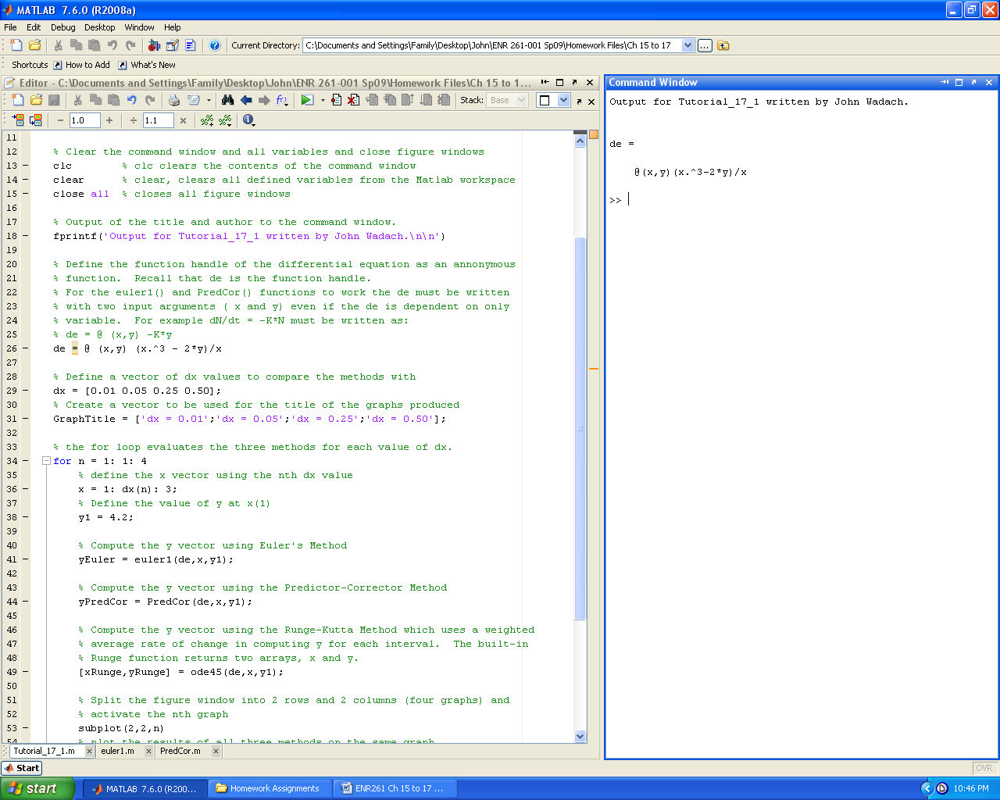 MATLAB 7.6.0 (R2008a)
File Edit Debug Desktop Window Help
Current Directory: C:\Documents and Settings\Family\Desktop\John\ENR 261-001 Sp09\Homework Files\Ch 15 to 17 ...
Shortcuts How to Add What's New
Editor - C:\Documents and Settings\Family\Desktop\John\ENR 261-001 Sp09\Homework Files\Ch 15 to 1...
Stack: Base
- 1.0 + ÷ 1.1 ×
11
12 % Clear the command window and all variables and close figure windows
13 - clc % clc clears the contents of the command window
14 - clear % clear, clears all defined variables from the Matlab workspace
15 - close all % closes all figure windows
16
17 % Output of the title and author to the command window.
18 - fprintf('Output for Tutorial_17_1 written by John Wadach.\n\n')
19
20 % Define the function handle of the differential equation as an annonymous
21 % function. Recall that de is the function handle.
22 % For the euler1() and PredCor() functions to work the de must be written
23 % with two input arguments ( x and y) even if the de is dependent on only
24 % variable. For example dN/dt = -K*N must be written as:
25 % de = @ (x,y) -K*y
26 - de = @ (x,y) (x.^3 - 2*y)/x
27
28 % Define a vector of dx values to compare the methods with
29 - dx = [0.01 0.05 0.25 0.50];
30 % Create a vector to be used for the title of the graphs produced
31 - GraphTitle = ['dx = 0.01';'dx = 0.05';'dx = 0.25';'dx = 0.50'];
32
33 % the for loop evaluates the three methods for each value of dx.
34 - for n = 1: 1: 4
35 % define the x vector using the nth dx value
36 - x = 1: dx(n): 3;
37 % Define the value of y at x(1)
38 - y1 = 4.2;
39
40 % Compute the y vector using Euler's Method
41 - yEuler = euler1(de,x,y1);
42
43 % Compute the y vector using the Predictor-Corrector Method
44 - yPredCor = PredCor(de,x,y1);
45
46 % Compute the y vector using the Runge-Kutta Method which uses a weighted
47 % average rate of change in computing y for each interval. The built-in
48 % Runge function returns two arrays, x and y.
49 - [xRunge,yRunge] = ode45(de,x,y1);
50
51 % Split the figure window into 2 rows and 2 columns (four graphs) and
52 % activate the nth graph
53 - subplot(2,2,n)
54 % plot the results of all three methods on the same graph
Tutorial_17_1.m × euler1.m × PredCor.m ×
Command Window
Output for Tutorial_17_1 written by John Wadach.
de =
@(x,y)(x.^3-2*y)/x
>>
Start
OVR
start MATLAB 7.6.0 (R200... Homework Assignments ENR261 Ch 15 to 17 ... 10:46 PM